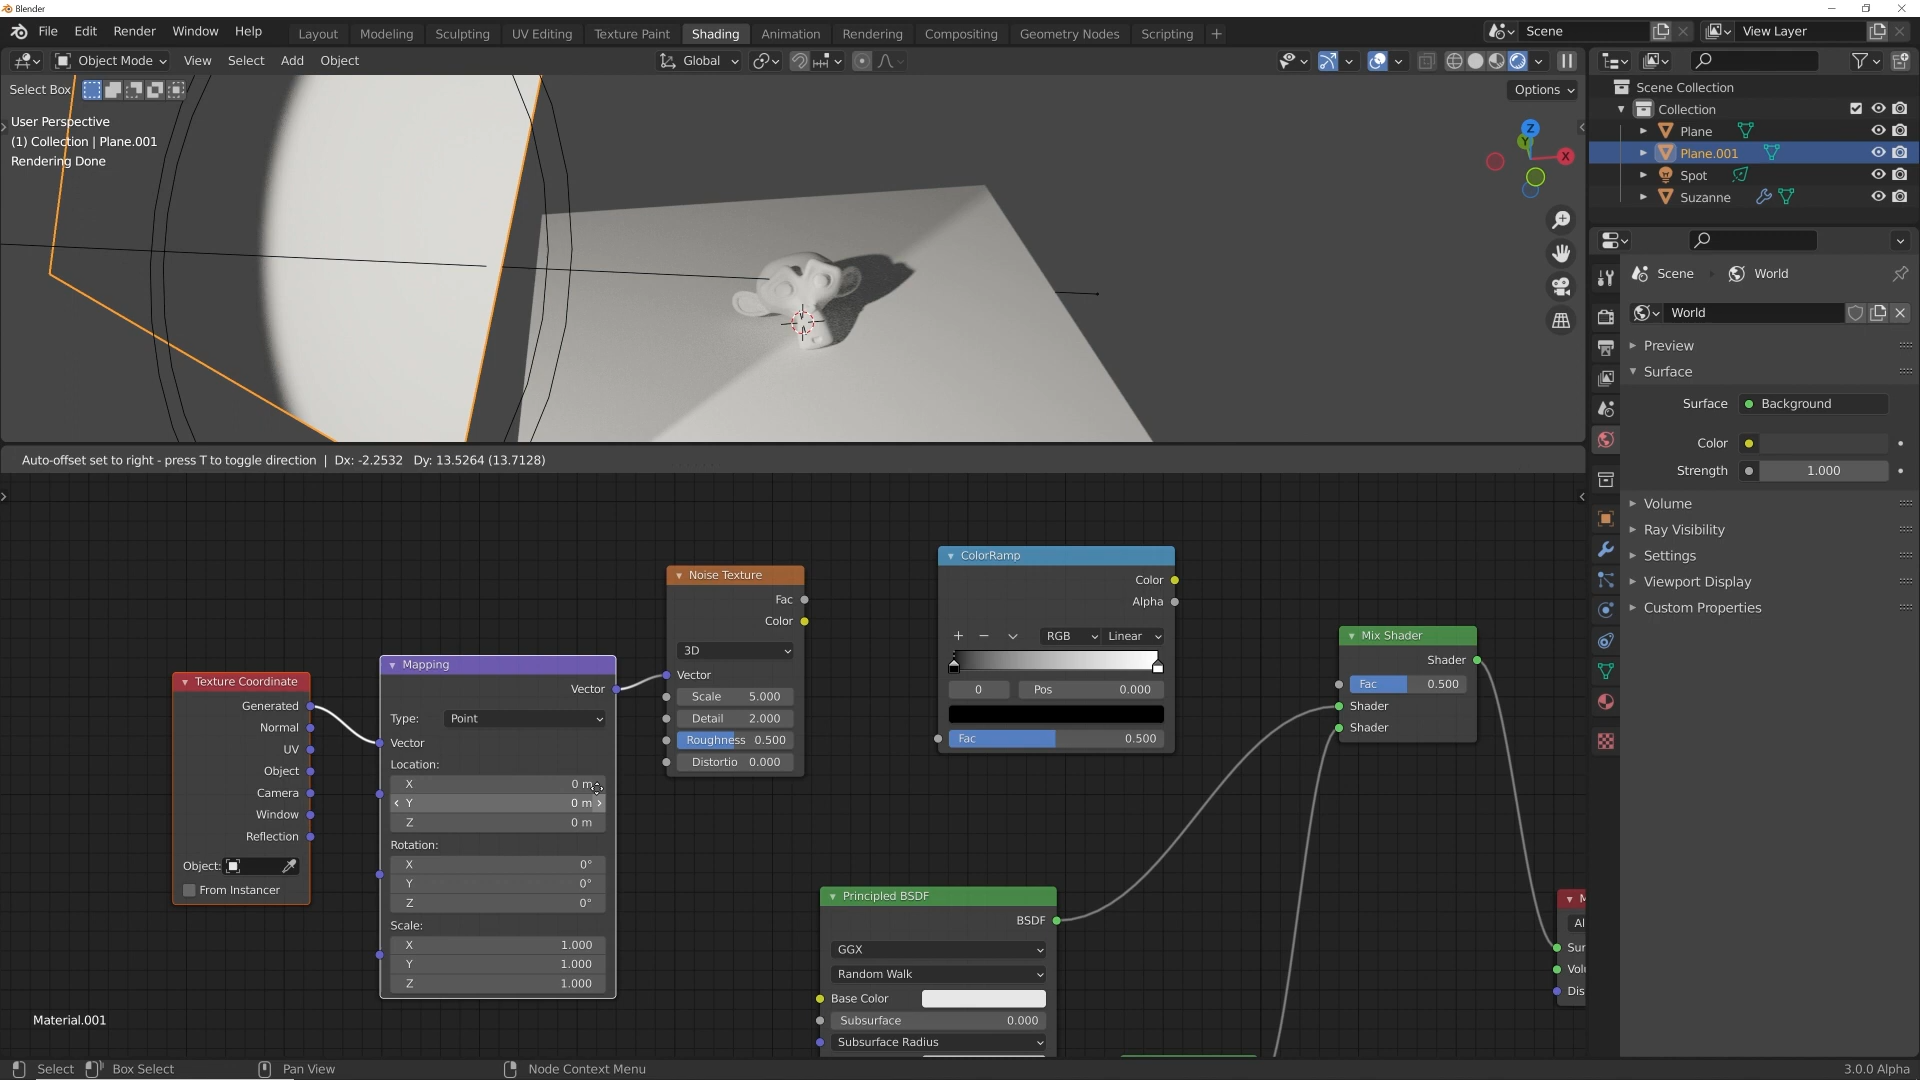 Blender
File Edit Render Window Help
Layout Modeling Sculpting UV Editing Texture Paint Shading Animation Rendering Compositing Geometry Nodes Scripting +
Scene
View Layer
Object Mode View Select Add Object
Global
Select Box
Options
User Perspective
(1) Collection | Plane.001
Rendering Done
Z
Y
X
Scene Collection
Collection
Plane
Plane.001
Spot
Suzanne
Scene World
World
Preview
Surface
Surface Background
Color
Strength 1.000
Volume
Ray Visibility
Settings
Viewport Display
Custom Properties
Auto-offset set to right - press T to toggle direction | Dx: -2.2532 Dy: 13.5264 (13.7128)
Texture Coordinate
Generated
Normal
UV
Object
Camera
Window
Reflection
Object:
From Instancer
Mapping
Vector
Type: Point
Vector
Location:
X 0 m
Y 0 m
Z 0 m
Rotation:
X 0°
Y 0°
Z 0°
Scale:
X 1.000
Y 1.000
Z 1.000
Noise Texture
Fac
Color
3D
Vector
Scale 5.000
Detail 2.000
Roughness 0.500
Distortio 0.000
ColorRamp
Color
Alpha
RGB Linear
0 Pos 0.000
Fac 0.500
Mix Shader
Shader
Fac 0.500
Shader
Shader
Principled BSDF
BSDF
GGX
Random Walk
Base Color
Subsurface 0.000
Subsurface Radius
M
Al
Sur
Volu
Dis
Material.001
Select Box Select Pan View Node Context Menu
3.0.0 Alpha